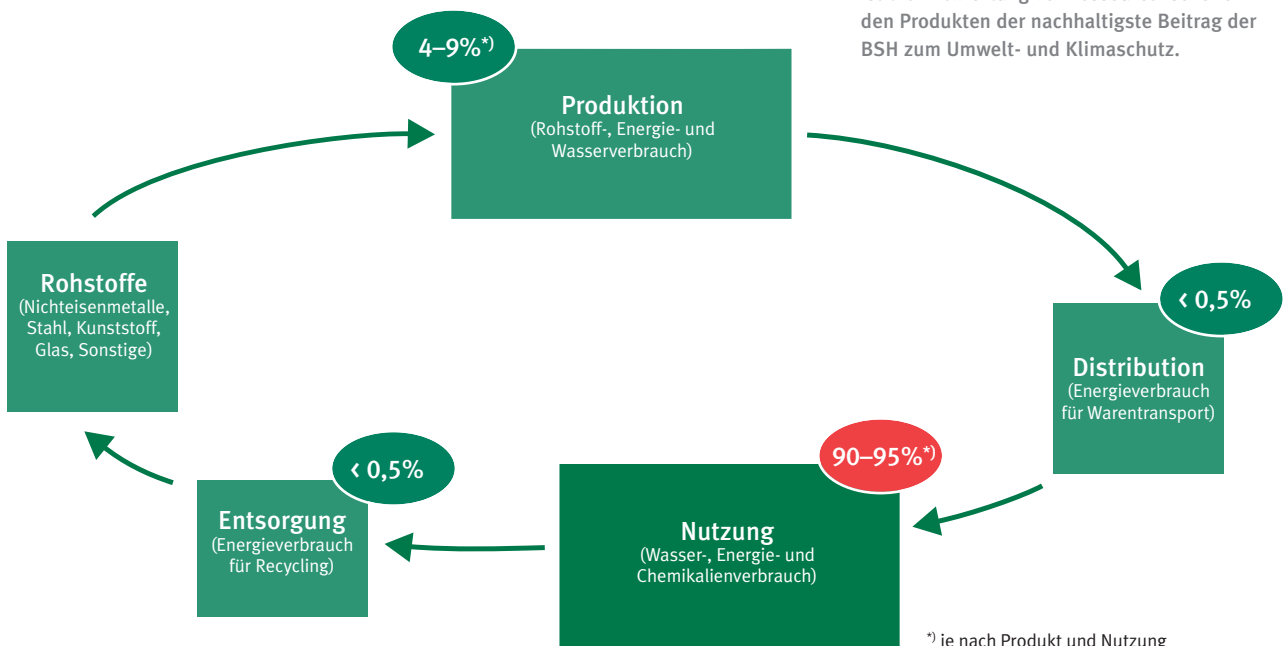 den Produkten der nachhaltigste Beitrag der
BSH zum Umwelt- und Klimaschutz.
4–9%*)
Produktion
(Rohstoff-, Energie- und
Wasserverbrauch)
Rohstoffe
(Nichteisenmetalle,
Stahl, Kunststoff,
Glas, Sonstige)
< 0,5%
Distribution
(Energieverbrauch
für Warentransport)
90–95%*)
Nutzung
(Wasser-, Energie- und
Chemikalienverbrauch)
< 0,5%
Entsorgung
(Energieverbrauch
für Recycling)
*) je nach Produkt und Nutzung